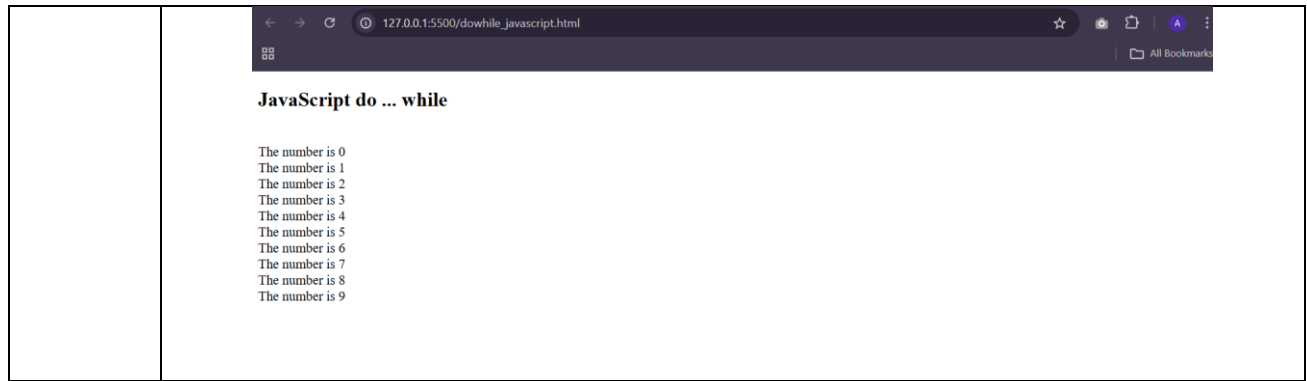 127.0.0.1:5500/dowhile_javascript.html
A
All Bookmarks
JavaScript do ... while
The number is 0
The number is 1
The number is 2
The number is 3
The number is 4
The number is 5
The number is 6
The number is 7
The number is 8
The number is 9